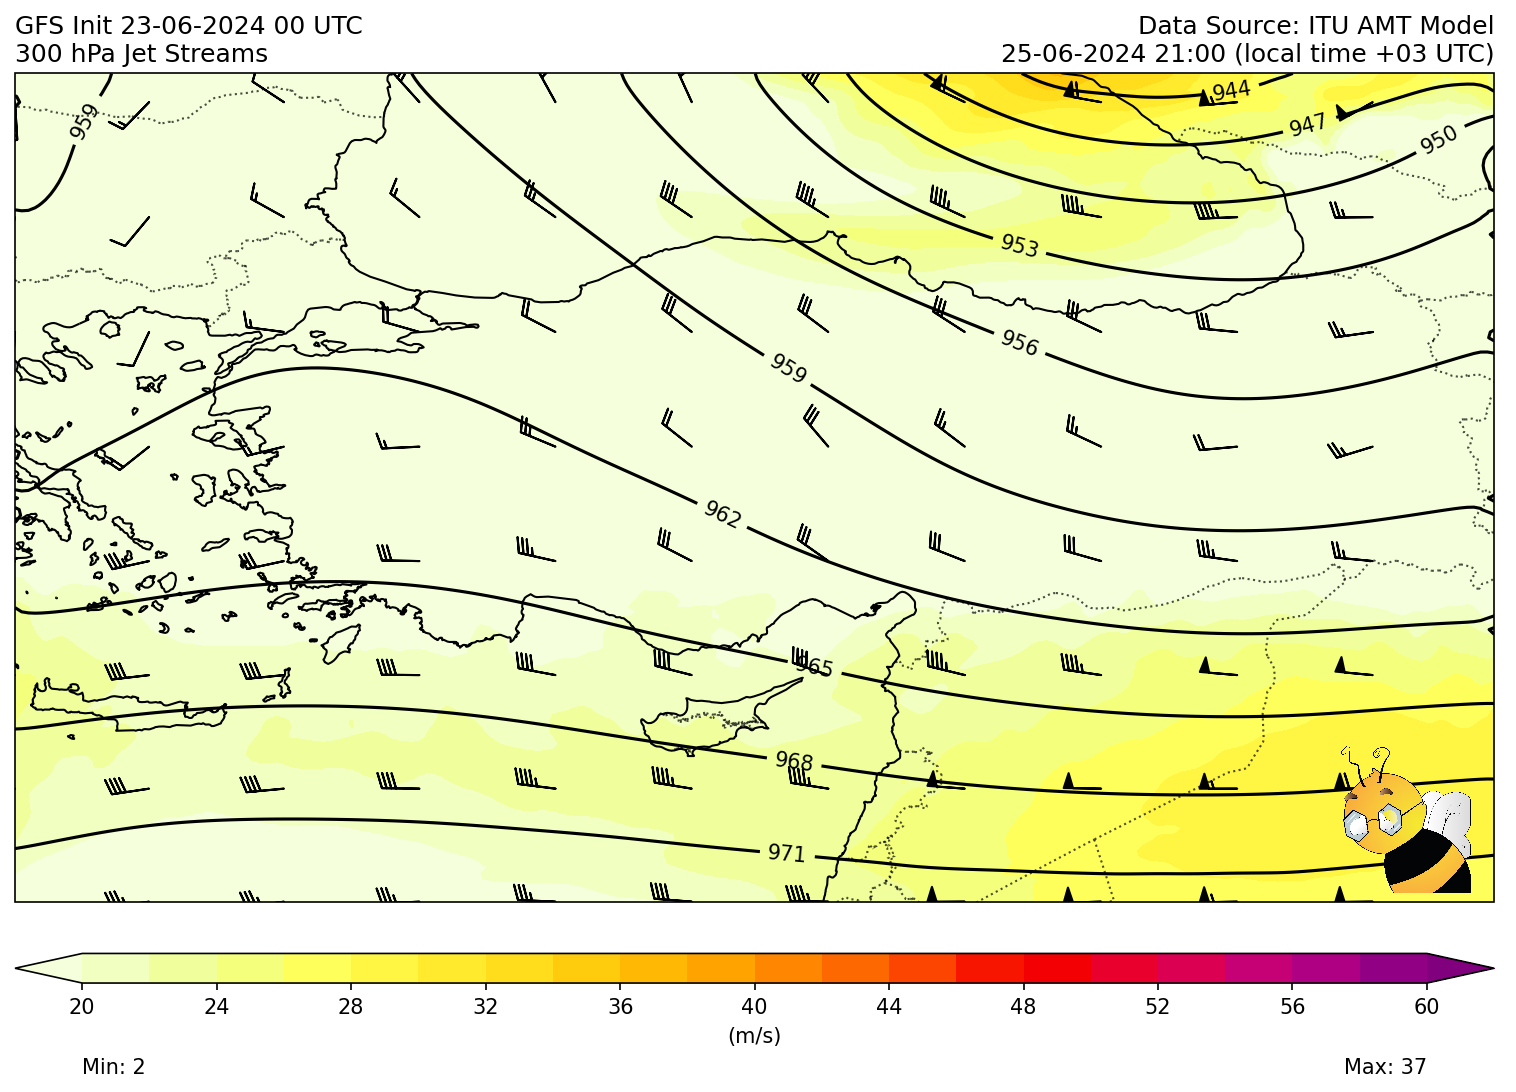 GFS Init 23-06-2024 00 UTC
300 hPa Jet Streams
Data Source: ITU AMT Model
25-06-2024 21:00 (local time +03 UTC)
944
959
947
950
953
956
959
962
965
968
971
20 24 28 32 36 40 44 48 52 56 60
(m/s)
Min: 2
Max: 37